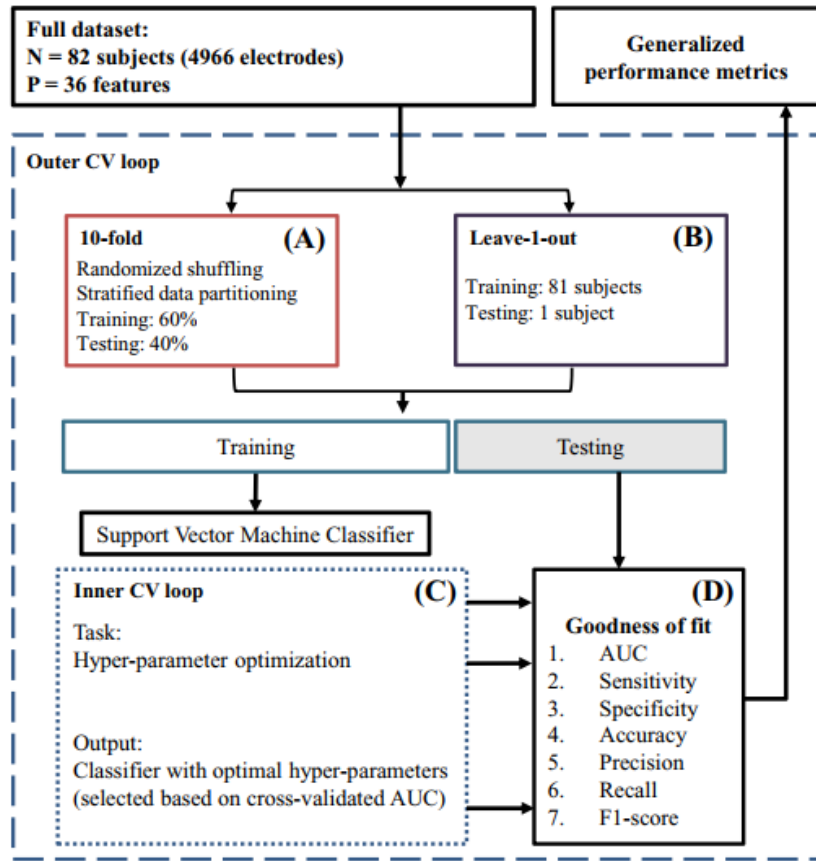 Full dataset:
N = 82 subjects (4966 electrodes)
P = 36 features
Generalized
performance metrics
Outer CV loop
10-fold
(A)
Randomized shuffling
Stratified data partitioning
Training: 60%
Testing: 40%
Leave-1-out
(B)
Training: 81 subjects
Testing: 1 subject
Training
Testing
Support Vector Machine Classifier
Inner CV loop
(C)
Task:
Hyper-parameter optimization
Output:
Classifier with optimal hyper-parameters
(selected based on cross-validated AUC)
(D)
Goodness of fit
1. AUC
2. Sensitivity
3. Specificity
4. Accuracy
5. Precision
6. Recall
7. F1-score